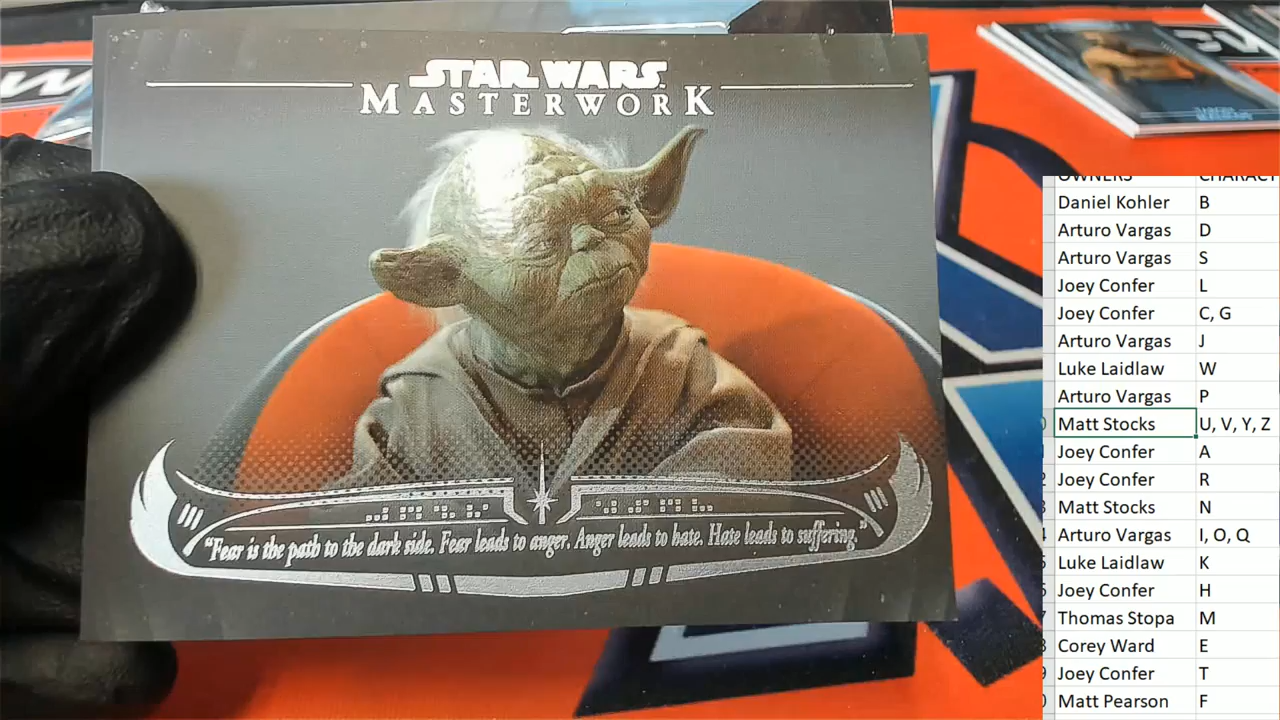 STAR WARS
MASTERWORK
"Fear is the path to the dark side. Fear leads to anger. Anger leads to hate. Hate leads to suffering."
OWNERS CHARACT
Daniel Kohler B
Arturo Vargas D
Arturo Vargas S
Joey Confer L
Joey Confer C, G
Arturo Vargas J
Luke Laidlaw W
Arturo Vargas P
Matt Stocks U, V, Y, Z
Joey Confer A
Joey Confer R
Matt Stocks N
Arturo Vargas I, O, Q
Luke Laidlaw K
Joey Confer H
Thomas Stopa M
Corey Ward E
Joey Confer T
Matt Pearson F